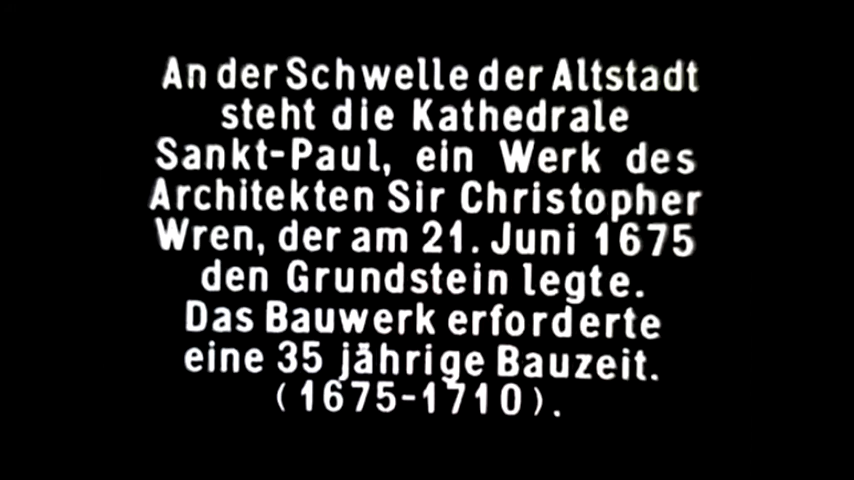 An der Schwelle der Altstadt
steht die Kathedrale
Sankt-Paul, ein Werk des
Architekten Sir Christopher
Wren, der am 21. Juni 1675
den Grundstein legte.
Das Bauwerk erforderte
eine 35 jährige Bauzeit.
(1675-1710).